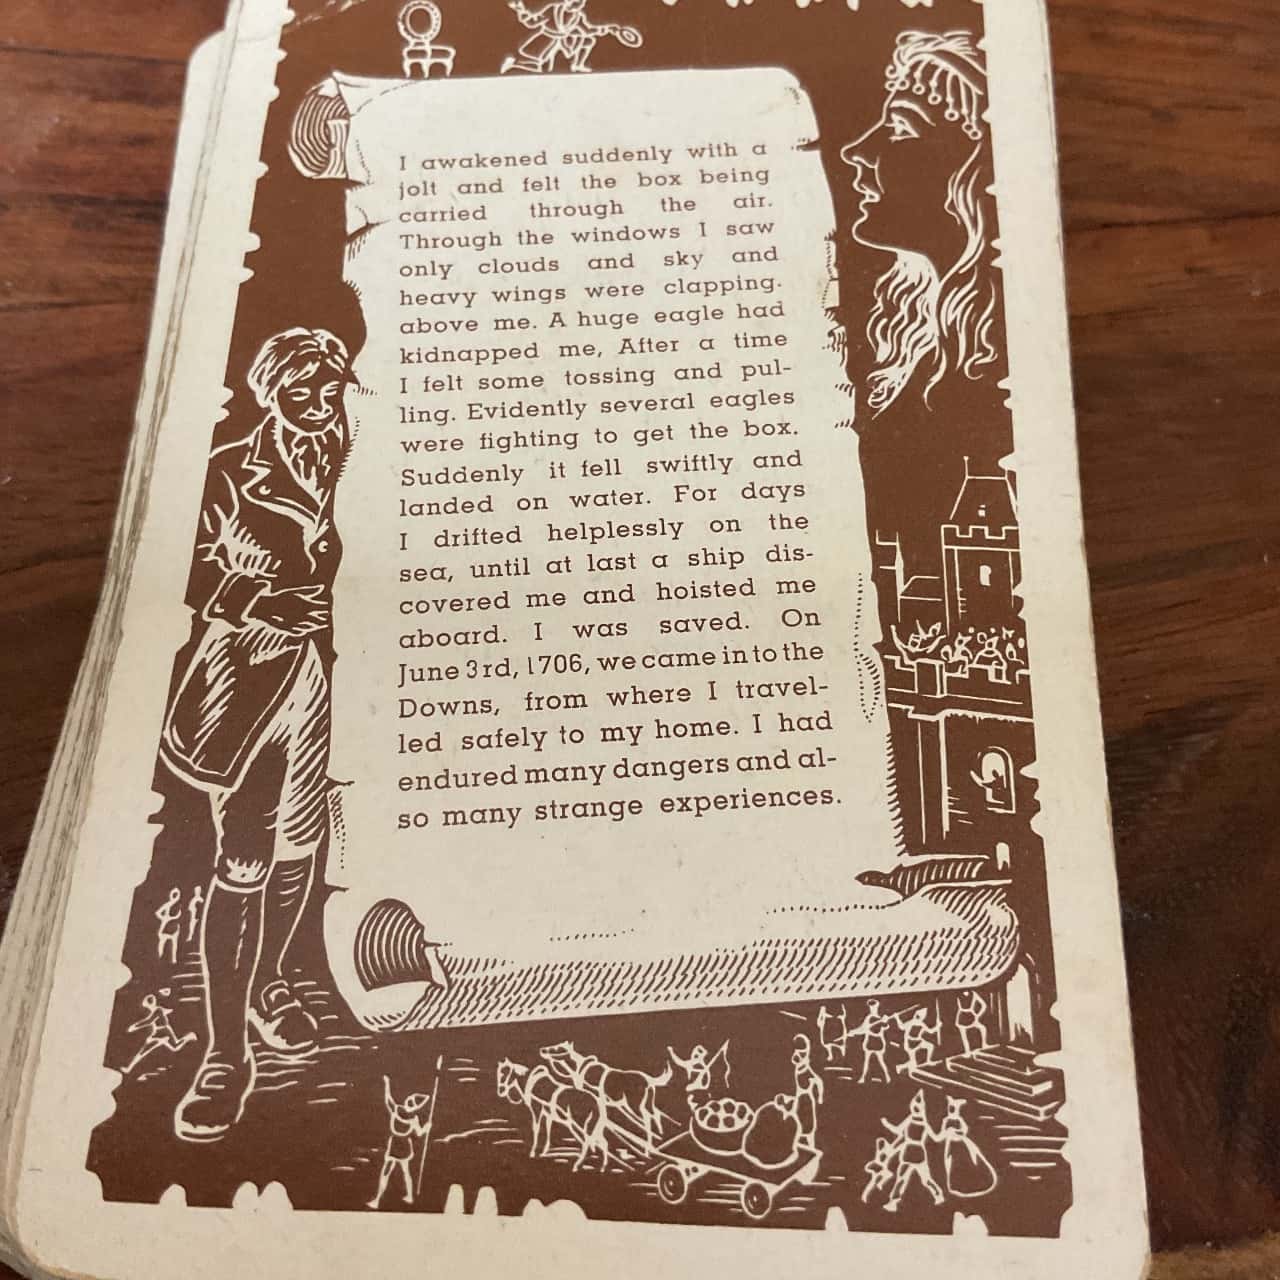 I awakened suddenly with a
jolt and felt the box being
carried through the air.
Through the windows I saw
only clouds and sky and
heavy wings were clapping.
above me. A huge eagle had
kidnapped me, After a time
I felt some tossing and pul-
ling. Evidently several eagles
were fighting to get the box.
Suddenly it fell swiftly and
landed on water. For days
I drifted helplessly on the
sea, until at last a ship dis-
covered me and hoisted me
aboard. I was saved. On
June 3rd, 1706, we came in to the
Downs, from where I travel-
led safely to my home. I had
endured many dangers and al-
so many strange experiences.